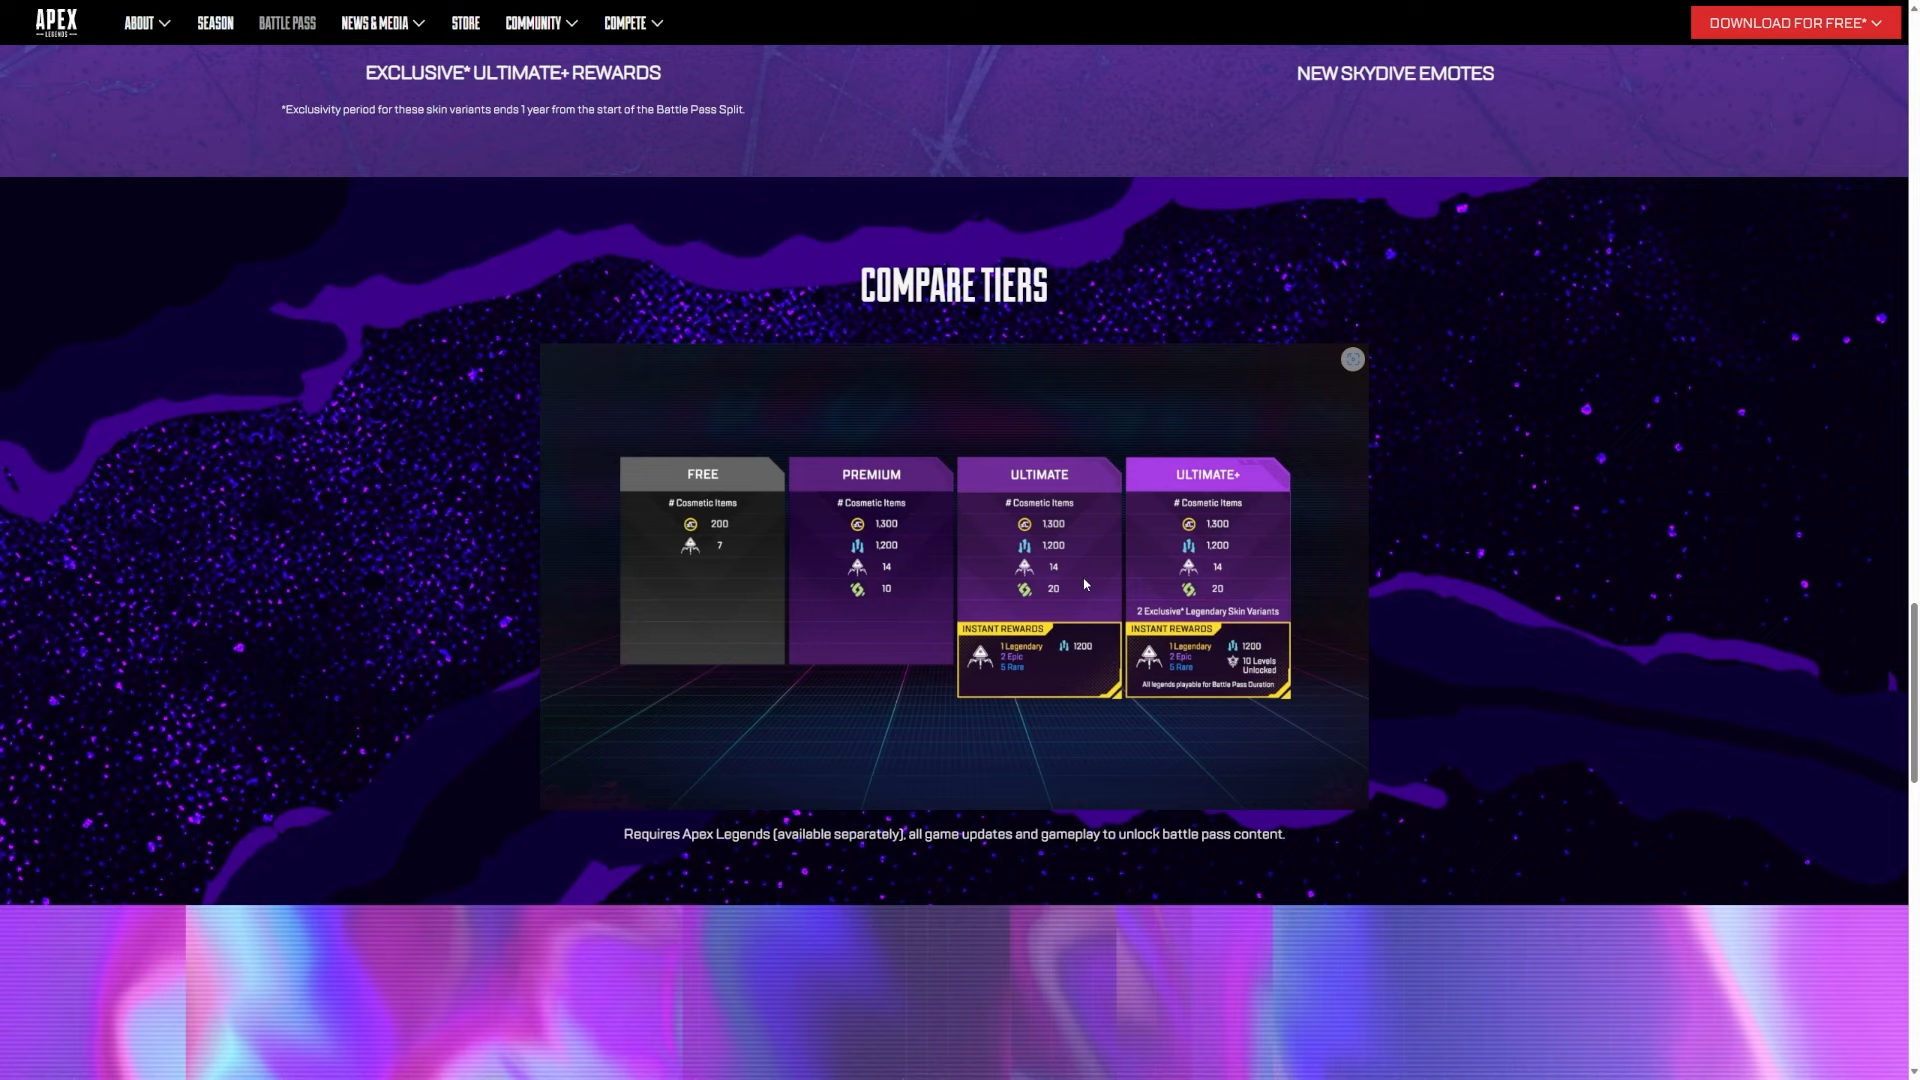 APEX
LEGENDS
ABOUT
SEASON
BATTLE PASS
NEWS & MEDIA
STORE
COMMUNITY
COMPETE
DOWNLOAD FOR FREE*
EXCLUSIVE* ULTIMATE+ REWARDS
NEW SKYDIVE EMOTES
*Exclusivity period for these skin variants ends 1 year from the start of the Battle Pass Split.
COMPARE TIERS
FREE
# Cosmetic Items
200
7
PREMIUM
# Cosmetic Items
1,300
1,200
14
10
ULTIMATE
# Cosmetic Items
1,300
1,200
14
20
INSTANT REWARDS
1 Legendary
2 Epic
5 Rare
1200
ULTIMATE+
# Cosmetic Items
1,300
1,200
14
20
2 Exclusive* Legendary Skin Variants
INSTANT REWARDS
1 Legendary
2 Epic
5 Rare
1200
10 Levels
Unlocked
All legends playable for Battle Pass Duration
Requires Apex Legends (available separately), all game updates and gameplay to unlock battle pass content.